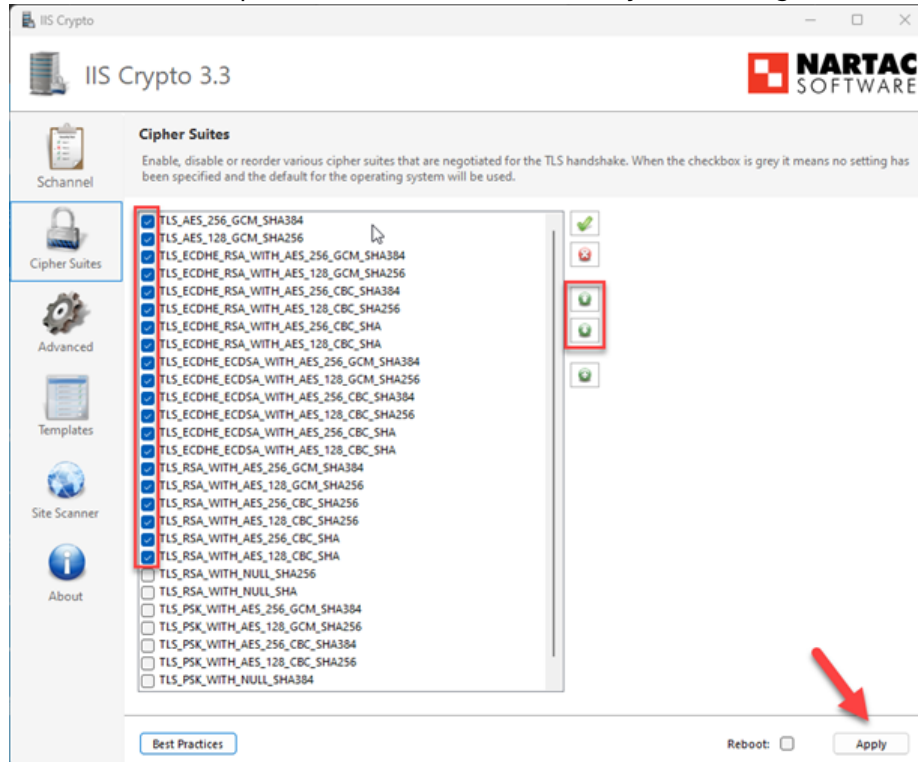 IIS Crypto
IIS Crypto 3.3
NARTAC
SOFTWARE
Schannel
Cipher Suites
Advanced
Templates
Site Scanner
About
Cipher Suites
Enable, disable or reorder various cipher suites that are negotiated for the TLS handshake. When the checkbox is grey it means no setting has
been specified and the default for the operating system will be used.
TLS_AES_256_GCM_SHA384
TLS_AES_128_GCM_SHA256
TLS_ECDHE_RSA_WITH_AES_256_GCM_SHA384
TLS_ECDHE_RSA_WITH_AES_128_GCM_SHA256
TLS_ECDHE_RSA_WITH_AES_256_CBC_SHA384
TLS_ECDHE_RSA_WITH_AES_128_CBC_SHA256
TLS_ECDHE_RSA_WITH_AES_256_CBC_SHA
TLS_ECDHE_RSA_WITH_AES_128_CBC_SHA
TLS_ECDHE_ECDSA_WITH_AES_256_GCM_SHA384
TLS_ECDHE_ECDSA_WITH_AES_128_GCM_SHA256
TLS_ECDHE_ECDSA_WITH_AES_256_CBC_SHA384
TLS_ECDHE_ECDSA_WITH_AES_128_CBC_SHA256
TLS_ECDHE_ECDSA_WITH_AES_256_CBC_SHA
TLS_ECDHE_ECDSA_WITH_AES_128_CBC_SHA
TLS_RSA_WITH_AES_256_GCM_SHA384
TLS_RSA_WITH_AES_128_GCM_SHA256
TLS_RSA_WITH_AES_256_CBC_SHA256
TLS_RSA_WITH_AES_128_CBC_SHA256
TLS_RSA_WITH_AES_256_CBC_SHA
TLS_RSA_WITH_AES_128_CBC_SHA
TLS_RSA_WITH_NULL_SHA256
TLS_RSA_WITH_NULL_SHA
TLS_PSK_WITH_AES_256_GCM_SHA384
TLS_PSK_WITH_AES_128_GCM_SHA256
TLS_PSK_WITH_AES_256_CBC_SHA384
TLS_PSK_WITH_AES_128_CBC_SHA256
TLS_PSK_WITH_NULL_SHA384
Best Practices
Reboot:
Apply